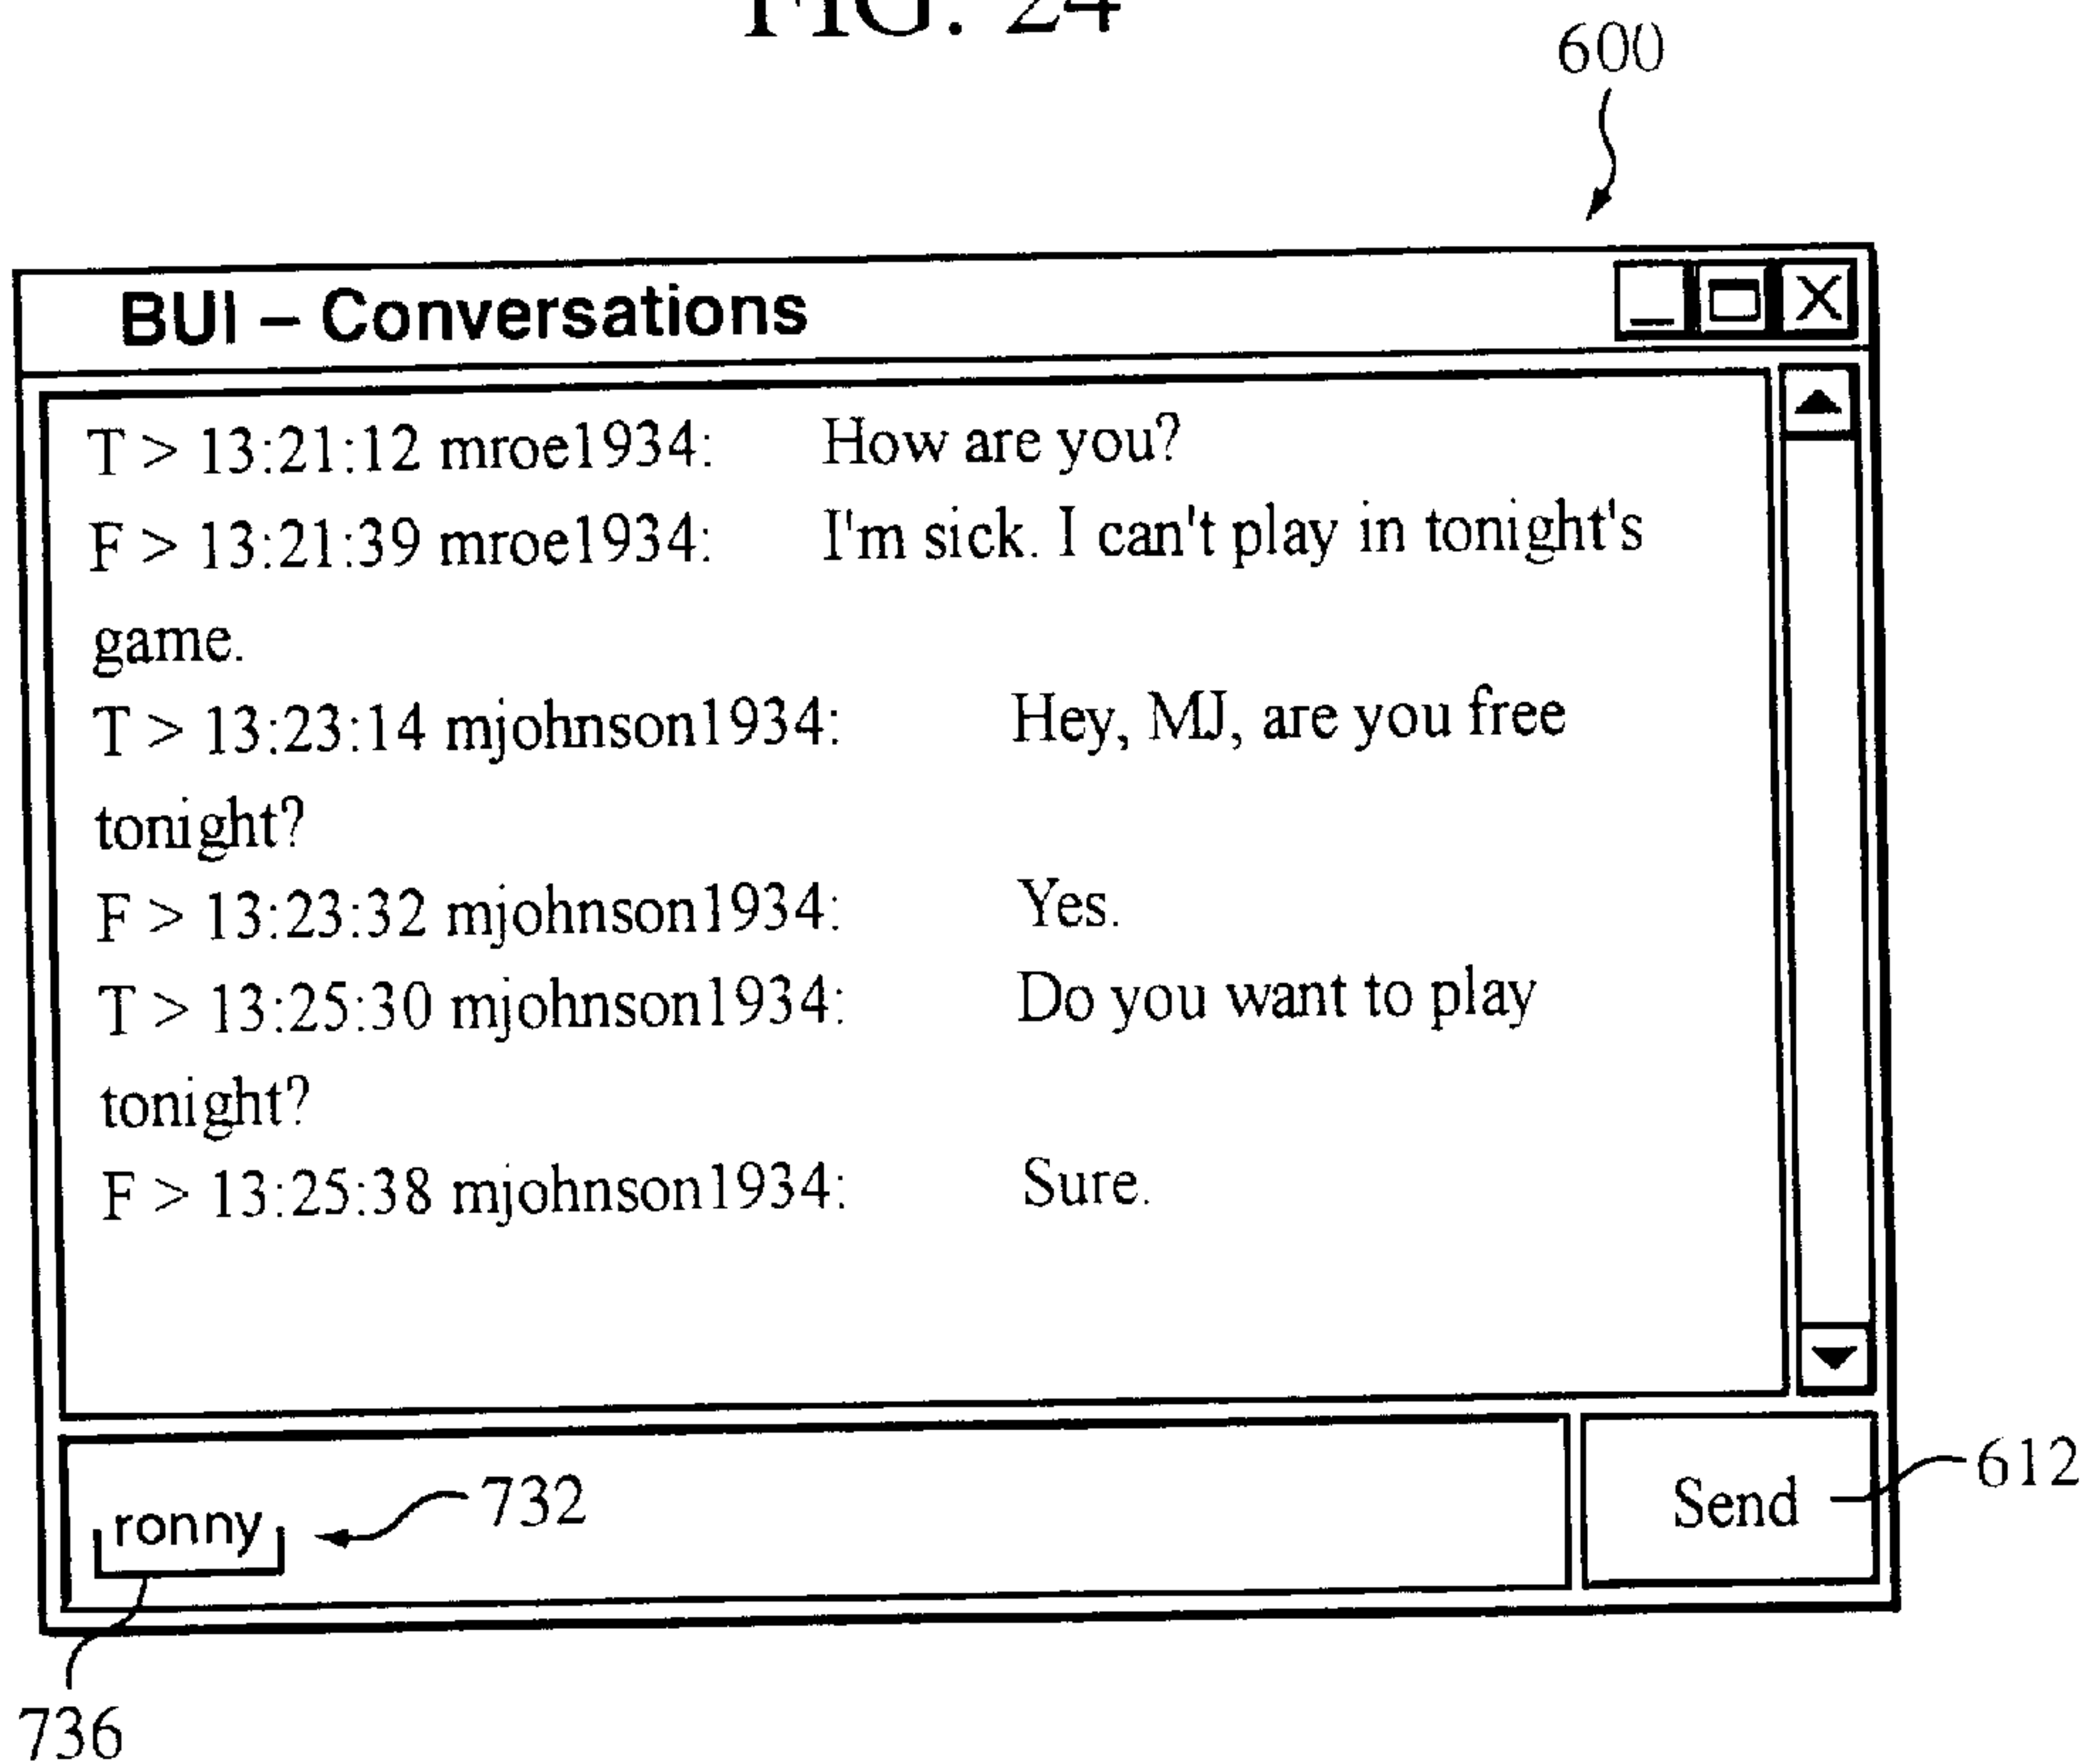 FIG. 24
600
BUI – Conversations
T > 13:21:12 mroe1934: How are you?
F > 13:21:39 mroe1934: I'm sick. I can't play in tonight's
game.
T > 13:23:14 mjohnson1934: Hey, MJ, are you free
tonight?
F > 13:23:32 mjohnson1934: Yes.
T > 13:25:30 mjohnson1934: Do you want to play
tonight?
F > 13:25:38 mjohnson1934: Sure.
ronny
732
Send
612
736